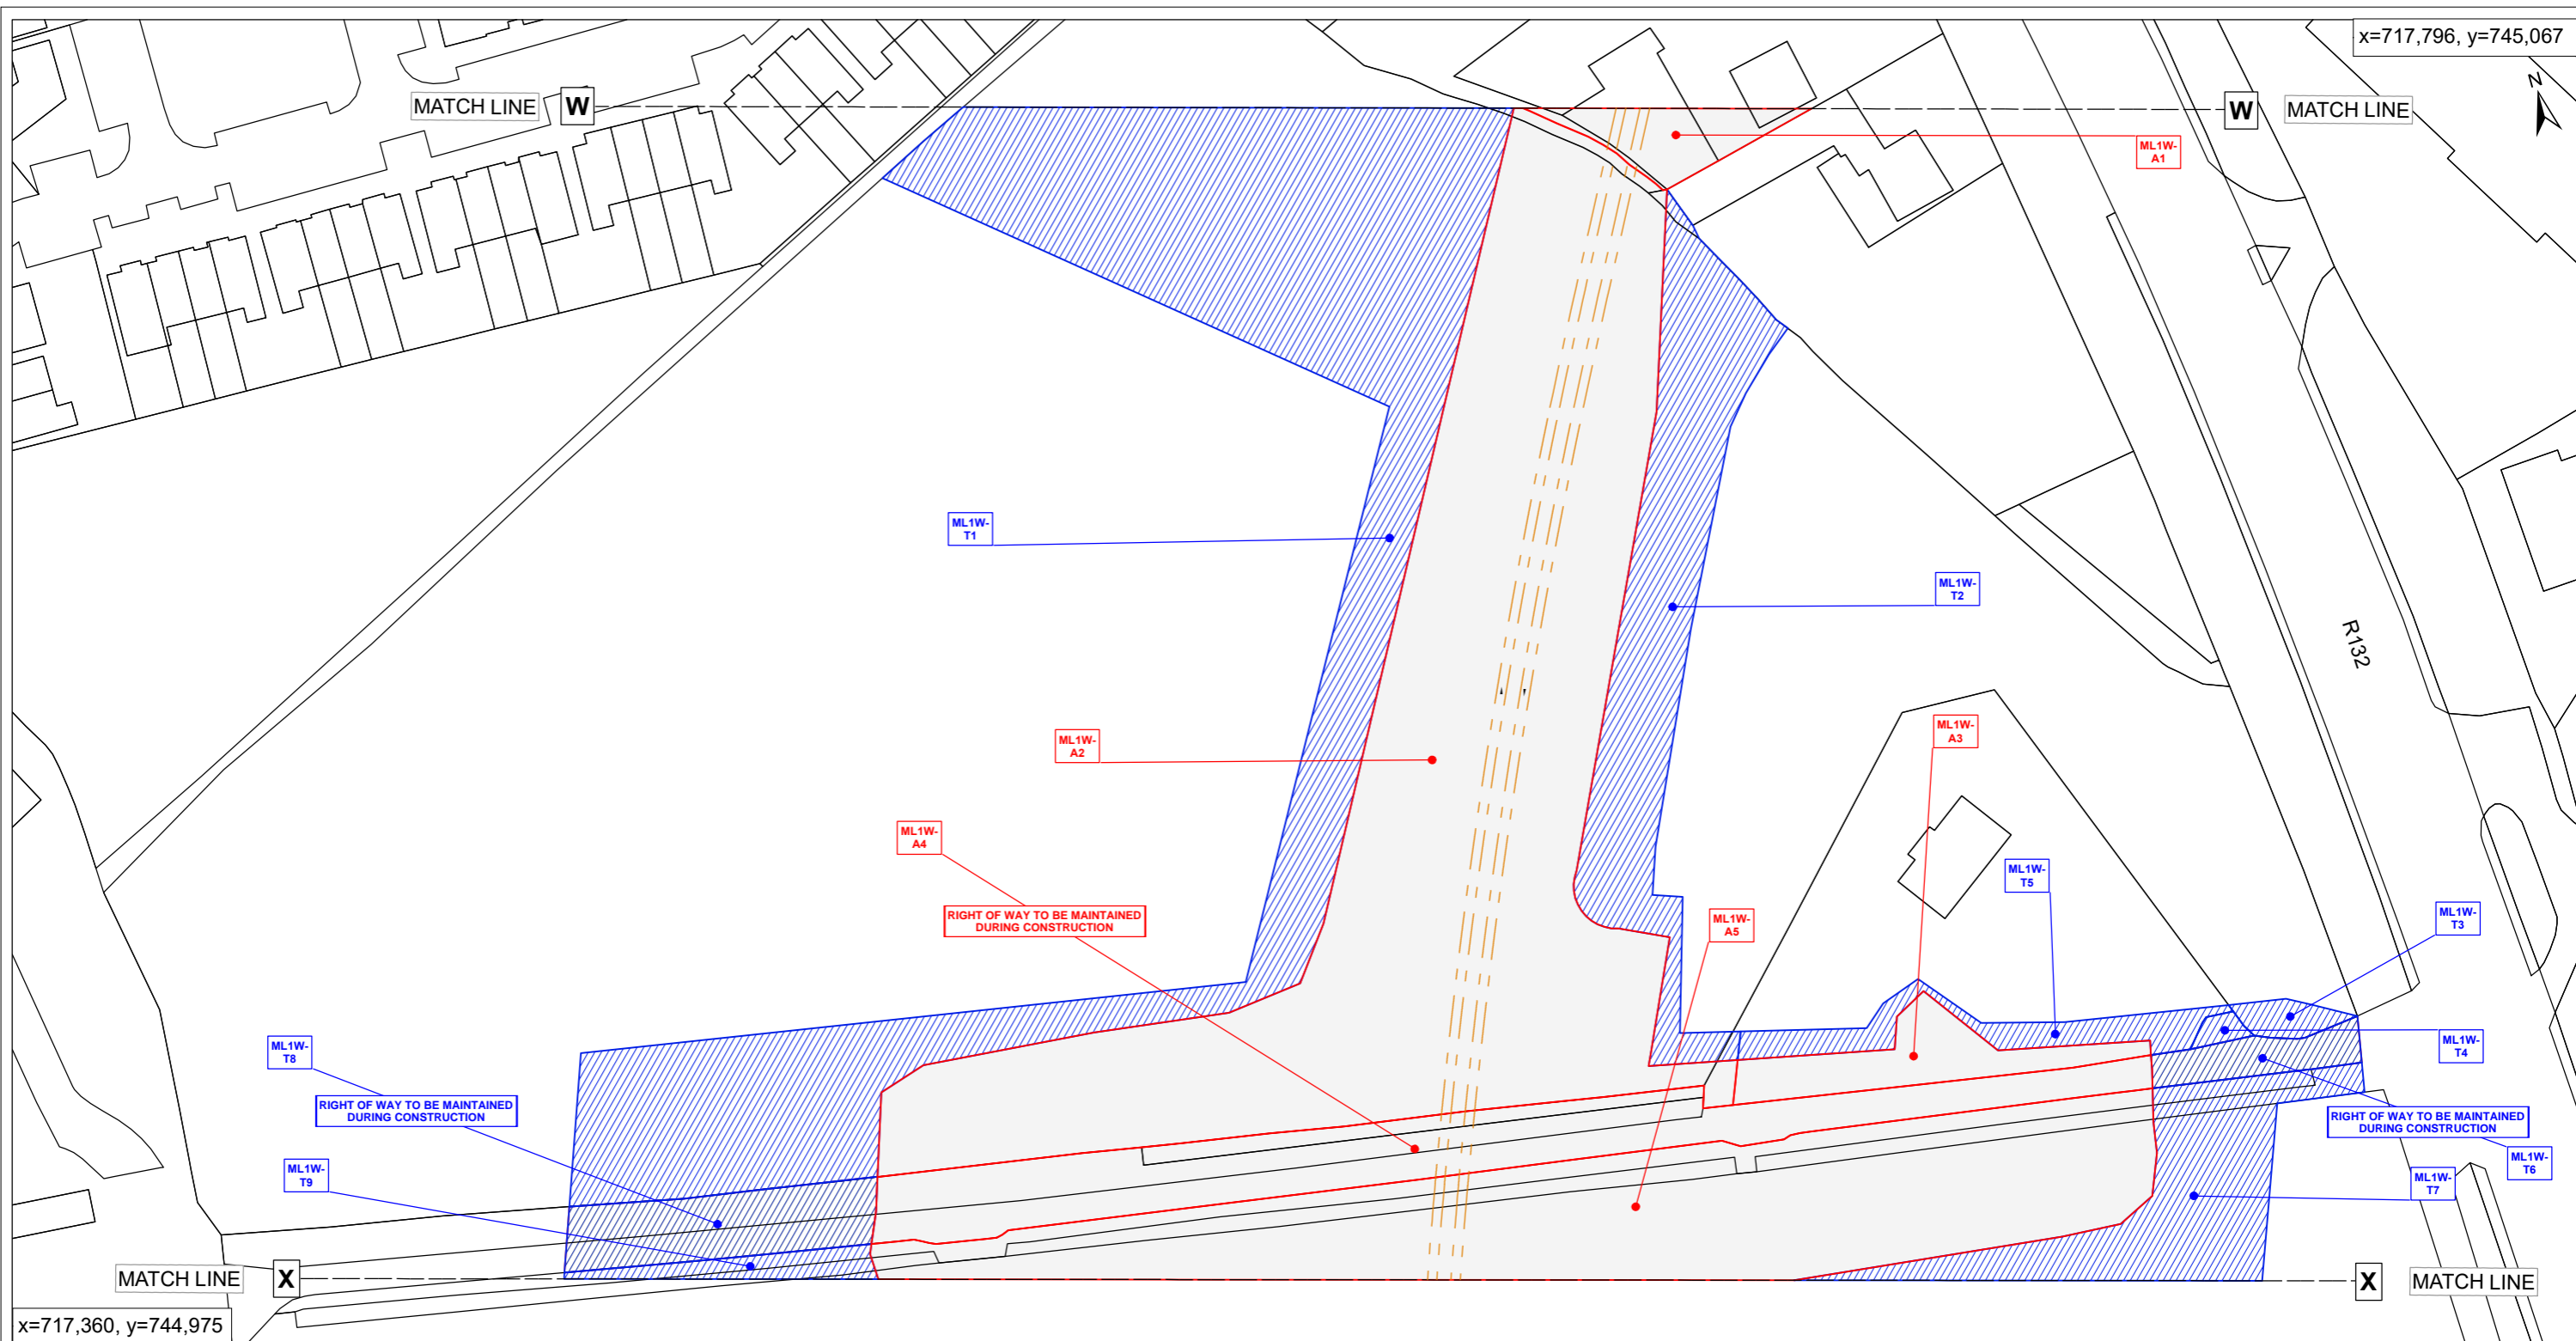 x=717,796, y=745,067
N
MATCH LINE W
W MATCH LINE
ML1W-
A1
ML1W-
T1
ML1W-
T2
R132
ML1W-
A2
ML1W-
A3
ML1W-
A4
ML1W-
T5
RIGHT OF WAY TO BE MAINTAINED
DURING CONSTRUCTION
ML1W-
A5
ML1W-
T3
ML1W-
T8
ML1W-
T4
RIGHT OF WAY TO BE MAINTAINED
DURING CONSTRUCTION
RIGHT OF WAY TO BE MAINTAINED
DURING CONSTRUCTION
ML1W-
T6
ML1W-
T9
ML1W-
T7
MATCH LINE X
X MATCH LINE
x=717,360, y=744,975